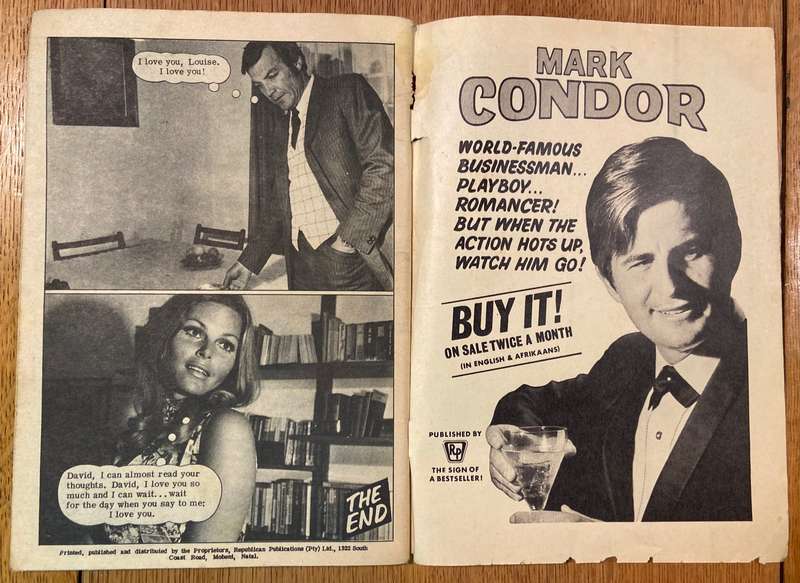 I love you, Louise.
I love you!
David, I can almost read your
thoughts. David, I love you so
much and I can wait...wait
for the day when you say to me:
I love you.
THE
END
Printed, published and distributed by the Proprietors, Republican Publications (Pty) Ltd., 1322 South
Coast Road, Mobeni, Natal.
MARK
CONDOR
WORLD-FAMOUS
BUSINESSMAN...
PLAYBOY...
ROMANCER!
BUT WHEN THE
ACTION HOTS UP,
WATCH HIM GO!
BUY IT!
ON SALE TWICE A MONTH
(IN ENGLISH & AFRIKAANS)
PUBLISHED BY
RP
THE SIGN OF
A BESTSELLER!